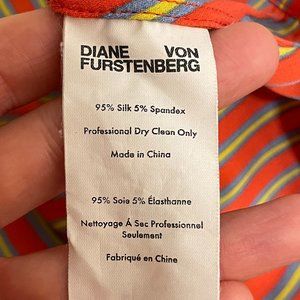 DIANE VON
FURSTENBERG
95% Silk 5% Spandex
Professional Dry Clean Only
Made in China
95% Soie 5% Élasthanne
Nettoyage Á Sec Professionnel
Seulement
Fabriqué en Chine